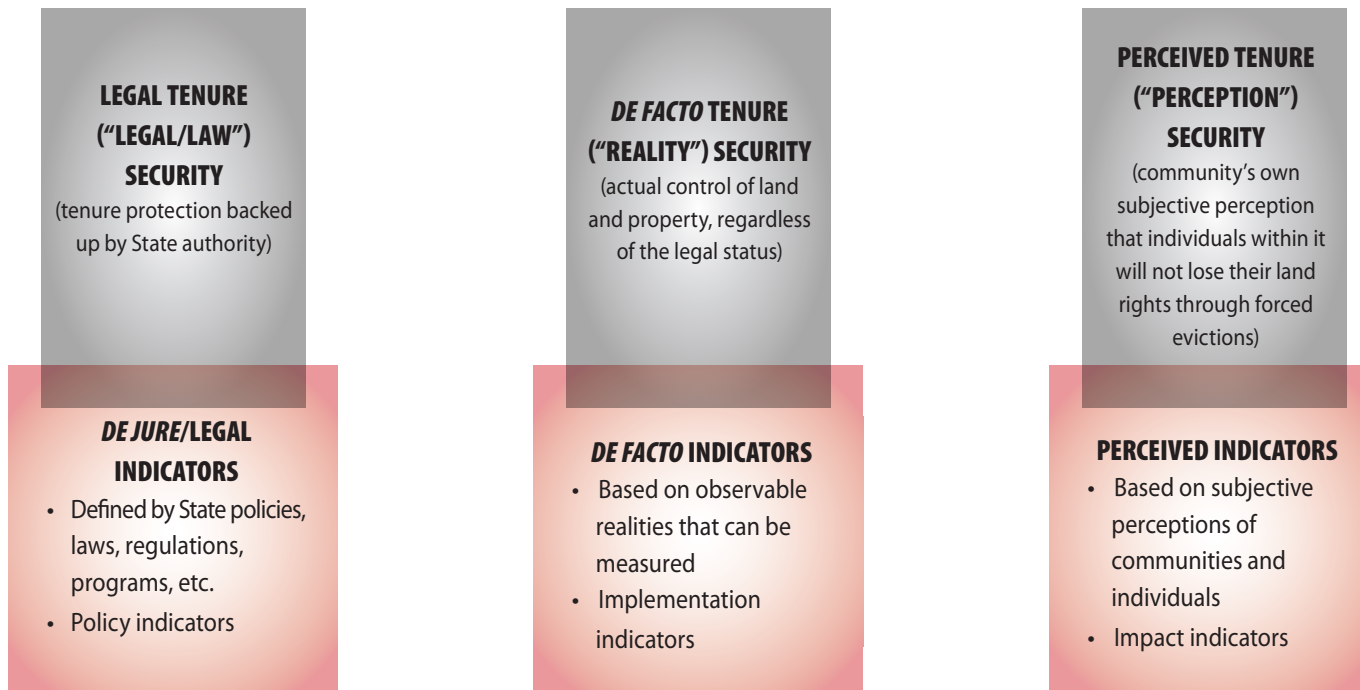 LEGAL TENURE
(“LEGAL/LAW”)
SECURITY
(tenure protection backed
up by State authority)
DE JURE/LEGAL
INDICATORS
• Defined by State policies,
laws, regulations,
programs, etc.
• Policy indicators
DE FACTO TENURE
(“REALITY”) SECURITY
(actual control of land
and property, regardless
of the legal status)
DE FACTO INDICATORS
• Based on observable
realities that can be
measured
• Implementation
indicators
PERCEIVED TENURE
(“PERCEPTION”)
SECURITY
(community’s own
subjective perception
that individuals within it
will not lose their land
rights through forced
evictions)
PERCEIVED INDICATORS
• Based on subjective
perceptions of
communities and
individuals
• Impact indicators